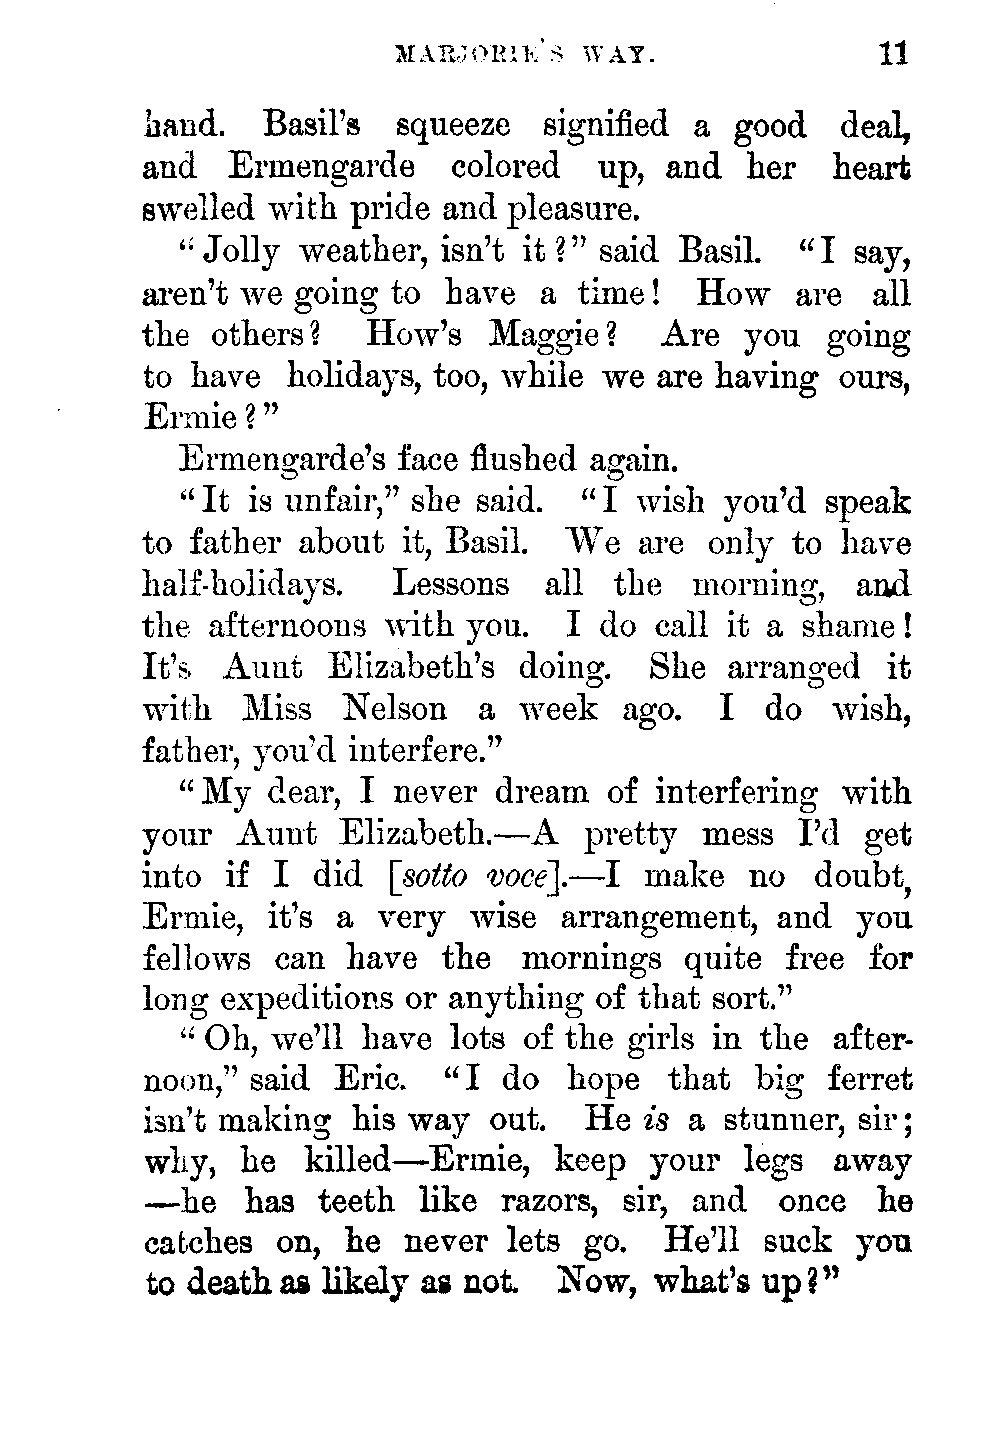 MARJORIE'S WAY. 11
hand. Basil's squeeze signified a good deal,
and Ermengarde colored up, and her heart
swelled with pride and pleasure.
"Jolly weather, isn't it?" said Basil. "I say,
aren't we going to have a time! How are all
the others? How's Maggie? Are you going
to have holidays, too, while we are having ours,
Ermie?"
Ermengarde's face flushed again.
"It is unfair," she said. "I wish you'd speak
to father about it, Basil. We are only to have
half-holidays. Lessons all the morning, and
the afternoons with you. I do call it a shame!
It's Aunt Elizabeth's doing. She arranged it
with Miss Nelson a week ago. I do wish,
father, you'd interfere."
"My dear, I never dream of interfering with
your Aunt Elizabeth.—A pretty mess I'd get
into if I did [sotto voce].—I make no doubt,
Ermie, it's a very wise arrangement, and you
fellows can have the mornings quite free for
long expeditions or anything of that sort."
"Oh, we'll have lots of the girls in the after-
noon," said Eric. "I do hope that big ferret
isn't making his way out. He is a stunner, sir;
why, he killed—Ermie, keep your legs away
—he has teeth like razors, sir, and once he
catches on, he never lets go. He'll suck you
to death as likely as not. Now, what's up?"